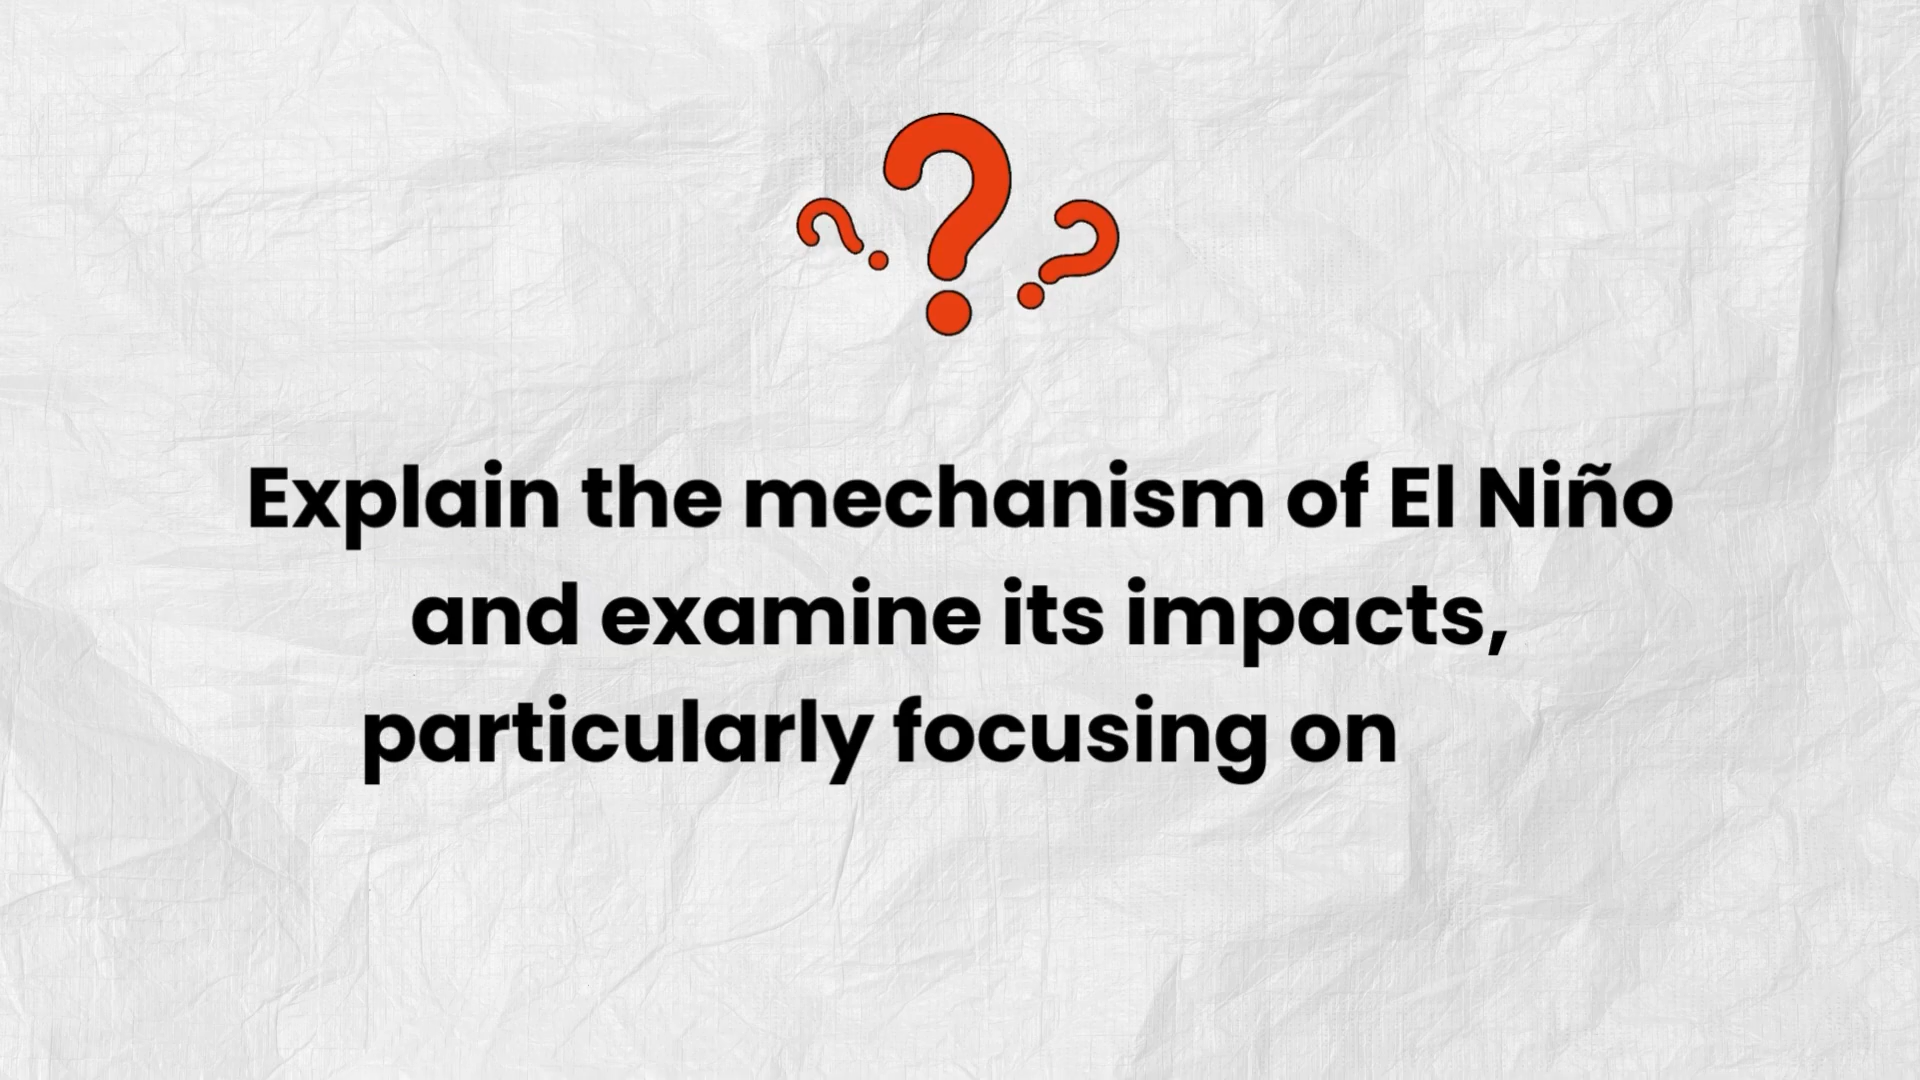 Explain the mechanism of El Niño
and examine its impacts,
particularly focusing on